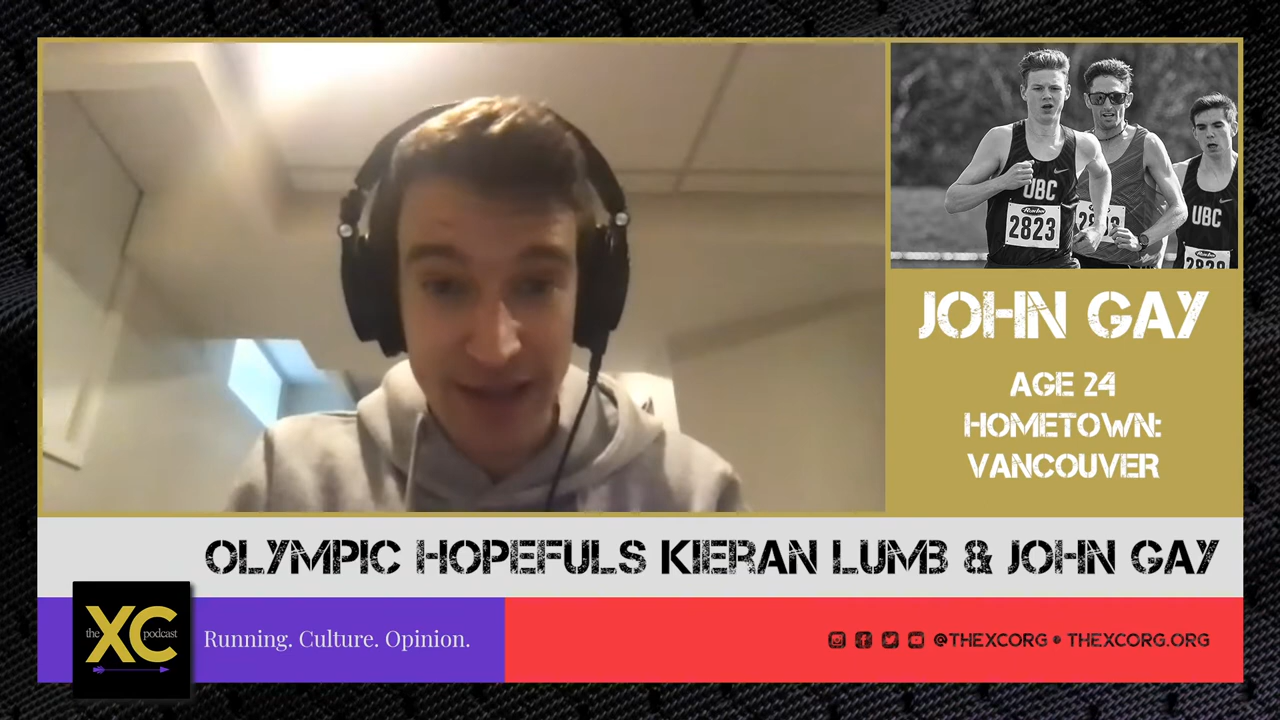 UBC
2823
UBC
JOHN GAY
AGE 24
HOMETOWN:
VANCOUVER
OLYMPIC HOPEFULS KIERAN LUMB & JOHN GAY
the XC podcast
Running. Culture. Opinion.
@THEXCORG • THEXCORG.ORG